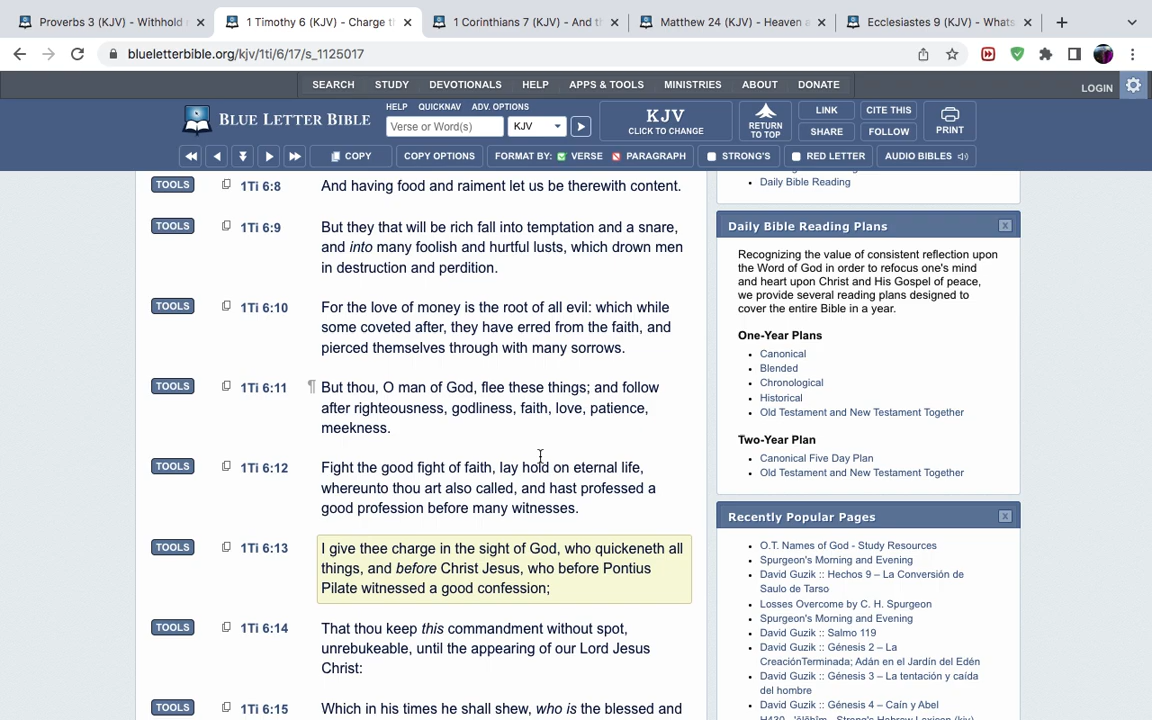 Proverbs 3 (KJV) - Withhold
1 Timothy 6 (KJV) - Charge t
1 Corinthians 7 (KJV) - And th
Matthew 24 (KJV) - Heaven a
Ecclesiastes 9 (KJV) - Whats
blueletterbible.org/kjv/1ti/6/17/s_1125017
SEARCH STUDY DEVOTIONALS HELP APPS & TOOLS MINISTRIES ABOUT DONATE
LOGIN
BLUE LETTER BIBLE
HELP QUICKNAV ADV. OPTIONS
Verse or Word(s) KJV
KJV
CLICK TO CHANGE
RETURN
TO TOP
LINK
SHARE
CITE THIS
FOLLOW
PRINT
COPY COPY OPTIONS FORMAT BY: VERSE PARAGRAPH STRONG'S RED LETTER AUDIO BIBLES
TOOLS 1Ti 6:8 And having food and raiment let us be therewith content.
TOOLS 1Ti 6:9 But they that will be rich fall into temptation and a snare,
and into many foolish and hurtful lusts, which drown men
in destruction and perdition.
TOOLS 1Ti 6:10 For the love of money is the root of all evil: which while
some coveted after, they have erred from the faith, and
pierced themselves through with many sorrows.
TOOLS 1Ti 6:11 ¶ But thou, O man of God, flee these things; and follow
after righteousness, godliness, faith, love, patience,
meekness.
TOOLS 1Ti 6:12 Fight the good fight of faith, lay hold on eternal life,
whereunto thou art also called, and hast professed a
good profession before many witnesses.
TOOLS 1Ti 6:13 I give thee charge in the sight of God, who quickeneth all
things, and before Christ Jesus, who before Pontius
Pilate witnessed a good confession;
TOOLS 1Ti 6:14 That thou keep this commandment without spot,
unrebukeable, until the appearing of our Lord Jesus
Christ:
TOOLS 1Ti 6:15 Which in his times he shall shew, who is the blessed and
Daily Bible Reading
Daily Bible Reading Plans
Recognizing the value of consistent reflection upon
the Word of God in order to refocus one's mind
and heart upon Christ and His Gospel of peace,
we provide several reading plans designed to
cover the entire Bible in a year.
One-Year Plans
Canonical
Blended
Chronological
Historical
Old Testament and New Testament Together
Two-Year Plan
Canonical Five Day Plan
Old Testament and New Testament Together
Recently Popular Pages
O.T. Names of God - Study Resources
Spurgeon's Morning and Evening
David Guzik :: Hechos 9 – La Conversión de
Saulo de Tarso
Losses Overcome by C. H. Spurgeon
Spurgeon's Morning and Evening
David Guzik :: Salmo 119
David Guzik :: Génesis 2 – La
CreaciónTerminada; Adán en el Jardín del Edén
David Guzik :: Génesis 3 – La tentación y caída
del hombre
David Guzik :: Génesis 4 – Caín y Abel
H430 - 'ĕlōhîm - Strong's Hebrew Lexicon (kjv)